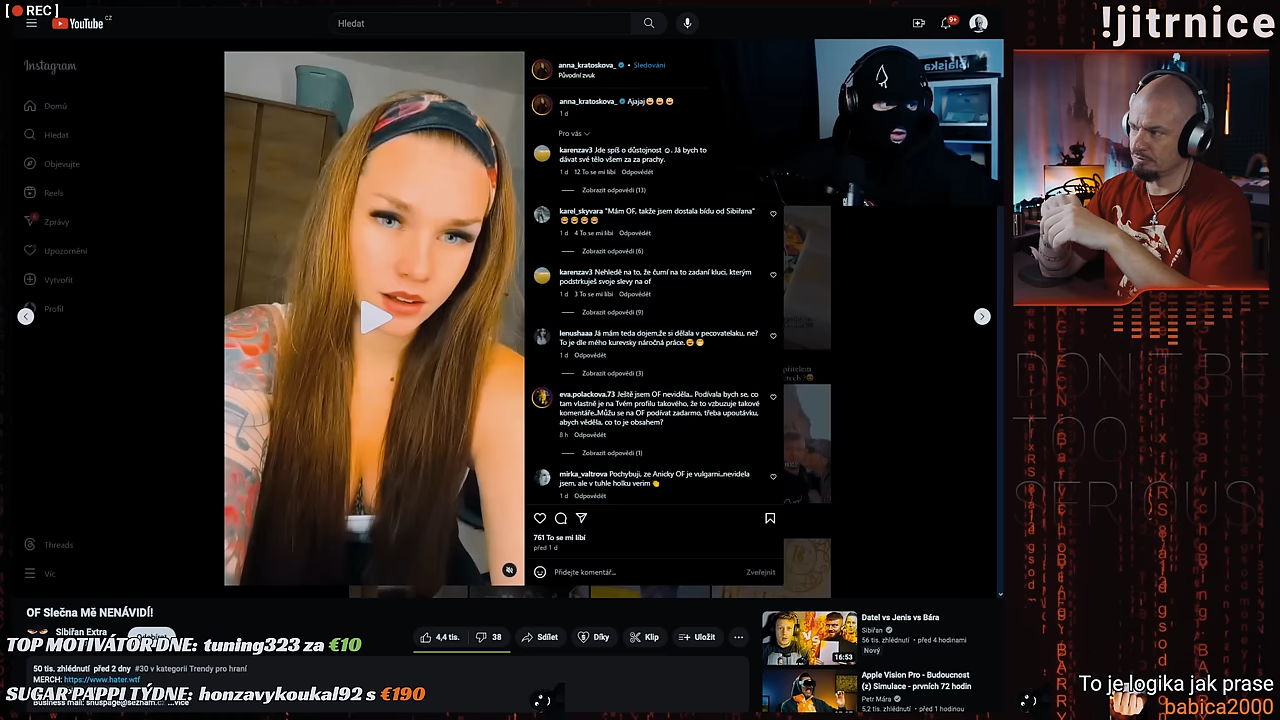 [ REC ]
YouTube CZ
Hledat
9+
!jitrnice
Instagram
Domů
Hledat
Objevujte
Reels
Zprávy
Upozornění
Vytvořit
Profil
Threads
Víc
anna_kratoskova_ • Sledování
Původní zvuk
anna_kratoskova_ Ajajaj😄😄😄
1 d
Pro vás
karenzav3 Jde spíš o důstojnost ☺. Já bych to
dávat své tělo všem za za prachy.
1 d 12 To se mi líbí Odpovědět
Zobrazit odpovědi (13)
karel_skyvara "Mám OF, takže jsem dostala bídu od Sibiřana"
😄😄😄😄
1 d 4 To se mi líbí Odpovědět
Zobrazit odpovědi (6)
karenzav3 Nehledě na to, že čumí na to zadaní kluci, kterým
podstrkuješ svoje slevy na of
1 d 3 To se mi líbí Odpovědět
Zobrazit odpovědi (9)
lenushaaa Já mám teda dojem,že si dělala v pecovatelaku, ne?
To je dle mého kurevsky náročná práce.😄😁
1 d Odpovědět
Zobrazit odpovědi (3)
eva.polackova.73 Ještě jsem OF neviděla.. Podívala bych se, co
tam vlastně je na Tvém profilu takového, že to vzbuzuje takové
komentáře..Můžu se na OF podívat zadarmo, třeba upoutávku,
abych věděla, co to je obsahem?
8 h Odpovědět
Zobrazit odpovědi (1)
mirka_valtrova Pochybuji, ze Anicky OF je vulgarni..nevidela
jsem, ale v tuhle holku verim 👏
1 d Odpovědět
761 To se mi líbí
před 1 d
Přidejte komentář...
Zveřejnit
DON'T BE
TOO
SERIOUS
OF Slečna Mě NENÁVIDÍ!
Sibiřan Extra
4,4 tis.
38
Sdílet
Díky
Klip
Uložit
TOP MOTIVÁTOR DNE: tuning323 za €10
50 tis. zhlédnutí před 2 dny #30 v kategorii Trendy pro hraní
MERCH: https://www.hater.wtf
SUGAR PAPPI TÝDNE: honzavykoukal92 s €190
...více
Datel vs Jenis vs Bára
Sibiřan
56 tis. zhlédnutí • před 4 hodinami
Nový
16:53
Apple Vision Pro - Budoucnost
(z) Simulace - prvních 72 hodin
Petr Mára
5,2 tis. zhlédnutí • před 1 hodinou
To je logika jak prase
babica2000